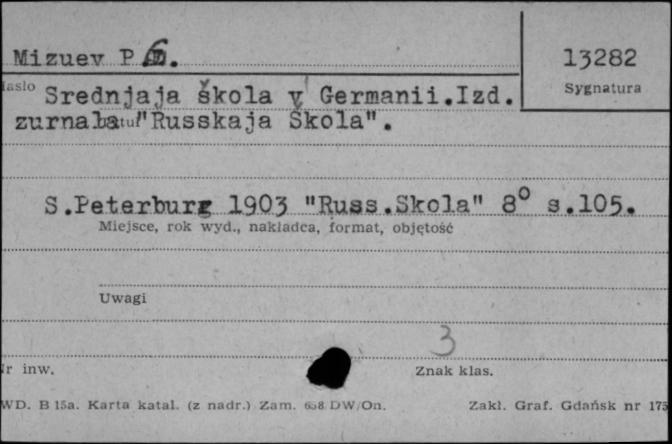 Mizuev P G.
13282
Sygnatura
Hasło
Srednjaja škola v Germanii.Izd.
zurnala "Russkaja Škola".
S.Peterburg 1903 "Russ.Skola" 8° s.105.
Miejsce, rok wyd., nakładca, format, objętość
Uwagi
3
Nr inw.
Znak klas.
WD. B 15a. Karta katal. (z nadr.) Zam. 658 DW/On.
Zakł. Graf. Gdańsk nr 175